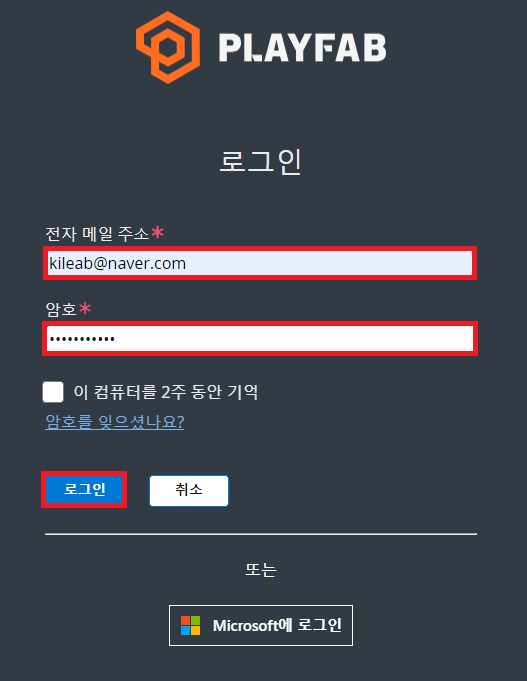 PLAYFAB
로그인
전자 메일 주소*
kileab@naver.com
암호*
•••••••••••
이 컴퓨터를 2주 동안 기억
암호를 잊으셨나요?
로그인 취소
또는
Microsoft에 로그인